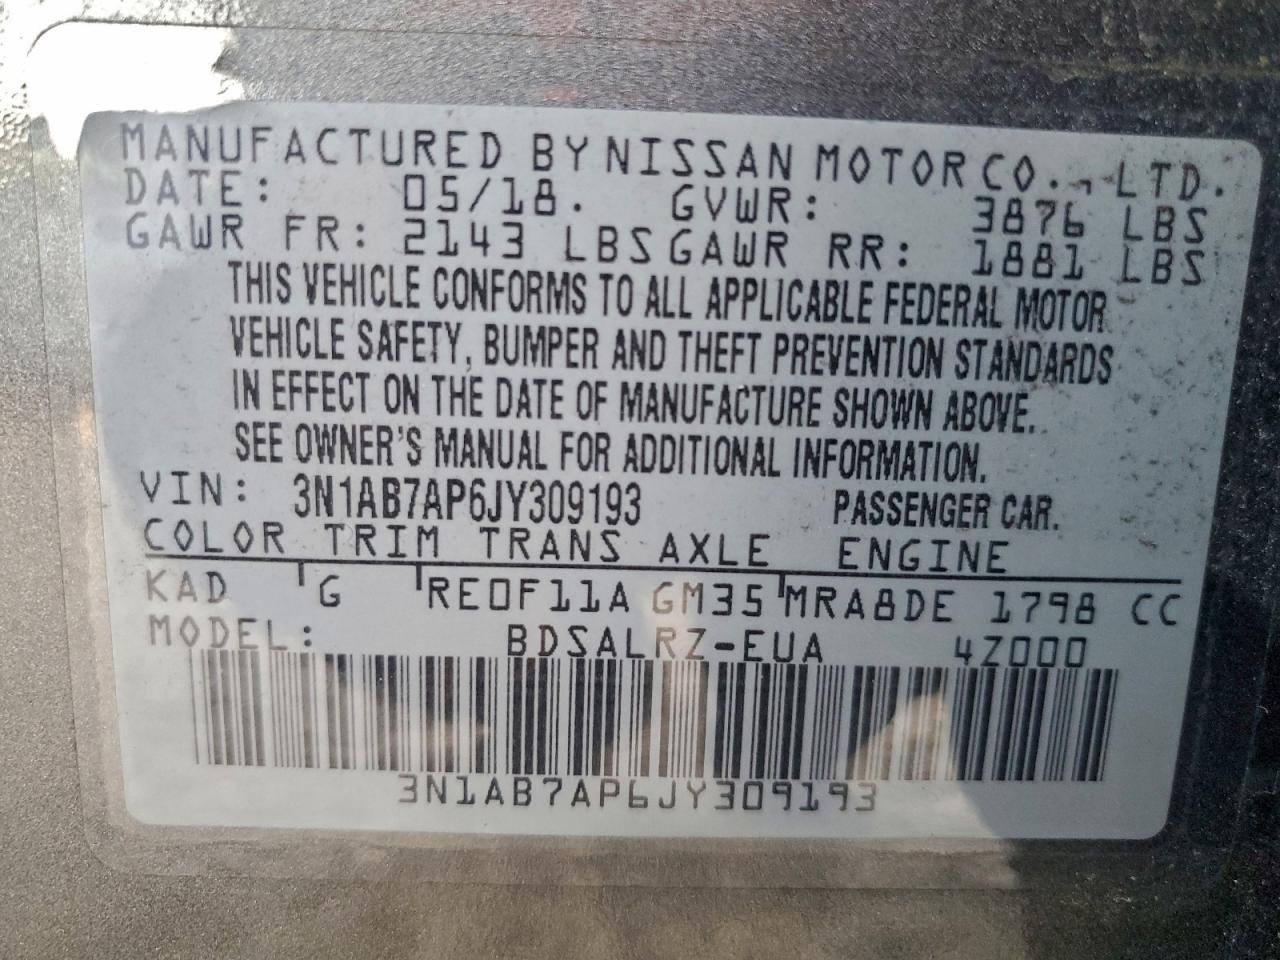 MANUFACTURED BY NISSAN MOTOR CO., LTD.
DATE: 05/18. GVWR: 3876 LBS
GAWR FR: 2143 LBS GAWR RR: 1881 LBS
THIS VEHICLE CONFORMS TO ALL APPLICABLE FEDERAL MOTOR
VEHICLE SAFETY, BUMPER AND THEFT PREVENTION STANDARDS
IN EFFECT ON THE DATE OF MANUFACTURE SHOWN ABOVE.
SEE OWNER'S MANUAL FOR ADDITIONAL INFORMATION.
VIN: 3N1AB7AP6JY309193 PASSENGER CAR.
COLOR TRIM TRANS AXLE ENGINE
KAD G RE0F11A GM35 MRA8DE 1798 CC
MODEL: BDSALRZ-EUA 4Z000
3N1AB7AP6JY309193